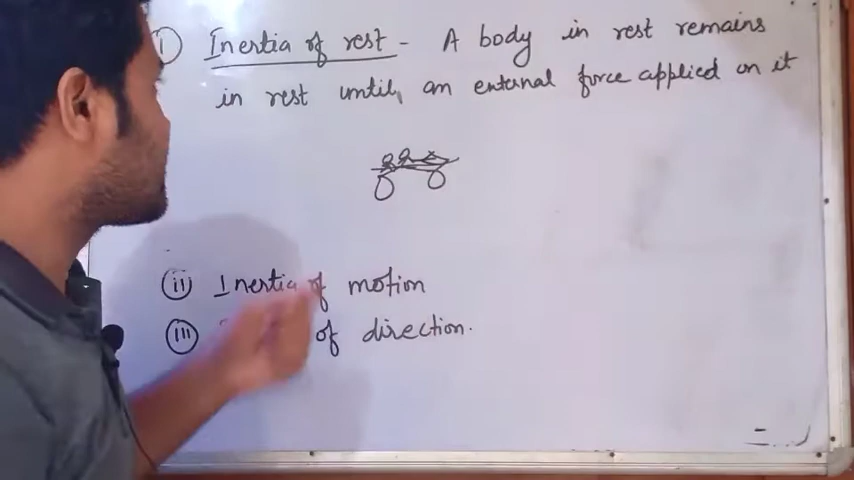 (i) Inertia of rest - A body in rest remains
in rest until, an external force applied on it
(ii) Inertia of motion
(iii) of direction.